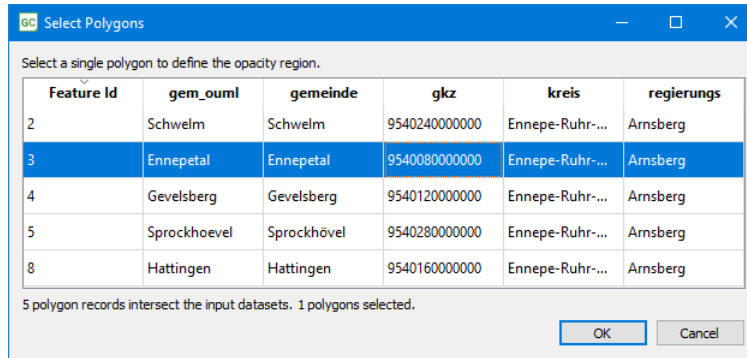 GC Select Polygons
Select a single polygon to define the opacity region.
Feature Id gem_ouml gemeinde gkz kreis regierungs
2 Schwelm Schwelm 9540240000000 Ennepe-Ruhr-... Arnsberg
3 Ennepetal Ennepetal 9540080000000 Ennepe-Ruhr-... Arnsberg
4 Gevelsberg Gevelsberg 9540120000000 Ennepe-Ruhr-... Arnsberg
5 Sprockhoevel Sprockhövel 9540280000000 Ennepe-Ruhr-... Arnsberg
8 Hattingen Hattingen 9540160000000 Ennepe-Ruhr-... Arnsberg
5 polygon records intersect the input datasets. 1 polygons selected.
OK Cancel